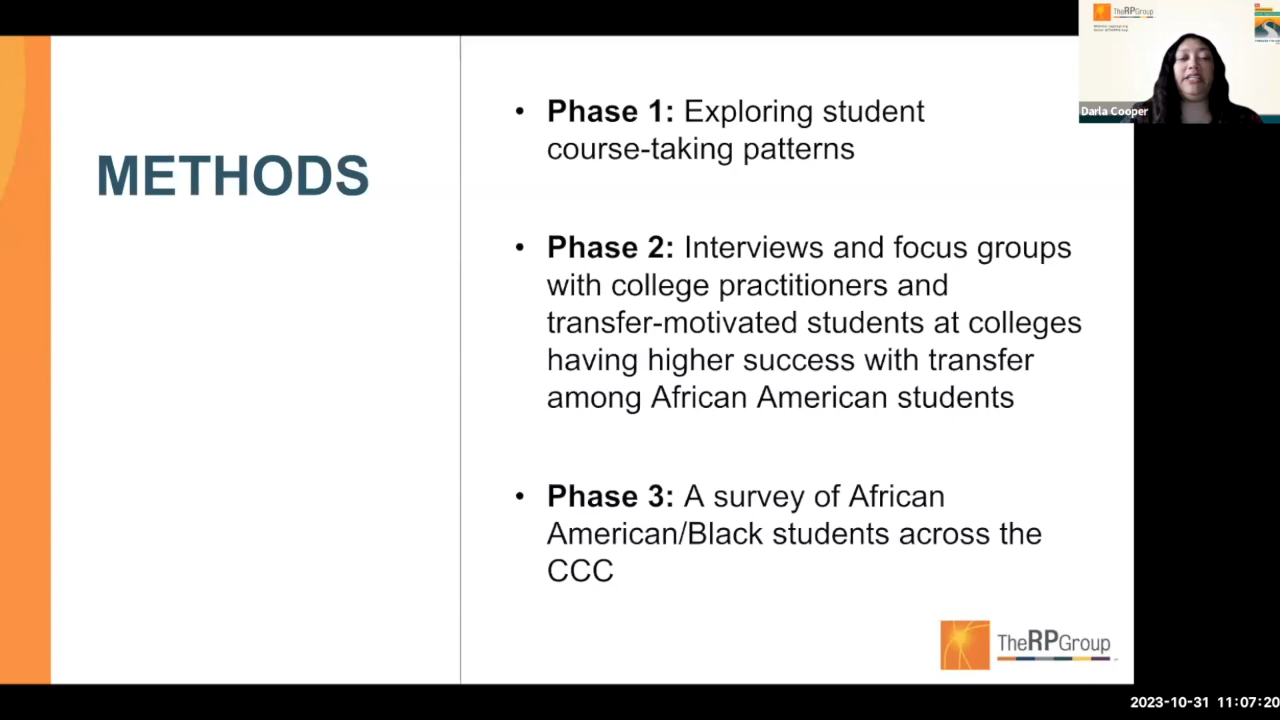 METHODS
• Phase 1: Exploring student
course-taking patterns
• Phase 2: Interviews and focus groups
with college practitioners and
transfer-motivated students at colleges
having higher success with transfer
among African American students
• Phase 3: A survey of African
American/Black students across the
CCC
TheRPGroup
TheRPGroup
Darla Cooper
2023-10-31 11:07:20